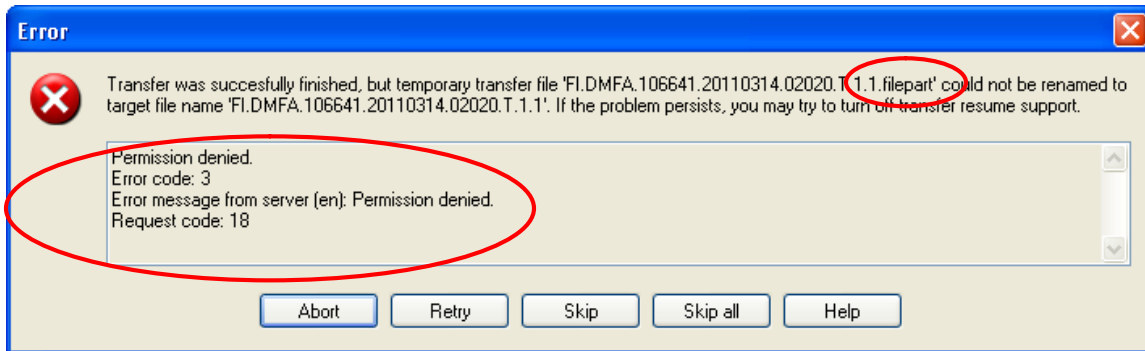 Error
Transfer was succesfully finished, but temporary transfer file 'FI.DMFA.106641.20110314.02020.T.1.1.filepart' could not be renamed to
target file name 'FI.DMFA.106641.20110314.02020.T.1.1'. If the problem persists, you may try to turn off transfer resume support.
Permission denied.
Error code: 3
Error message from server (en): Permission denied.
Request code: 18
Abort Retry Skip Skip all Help